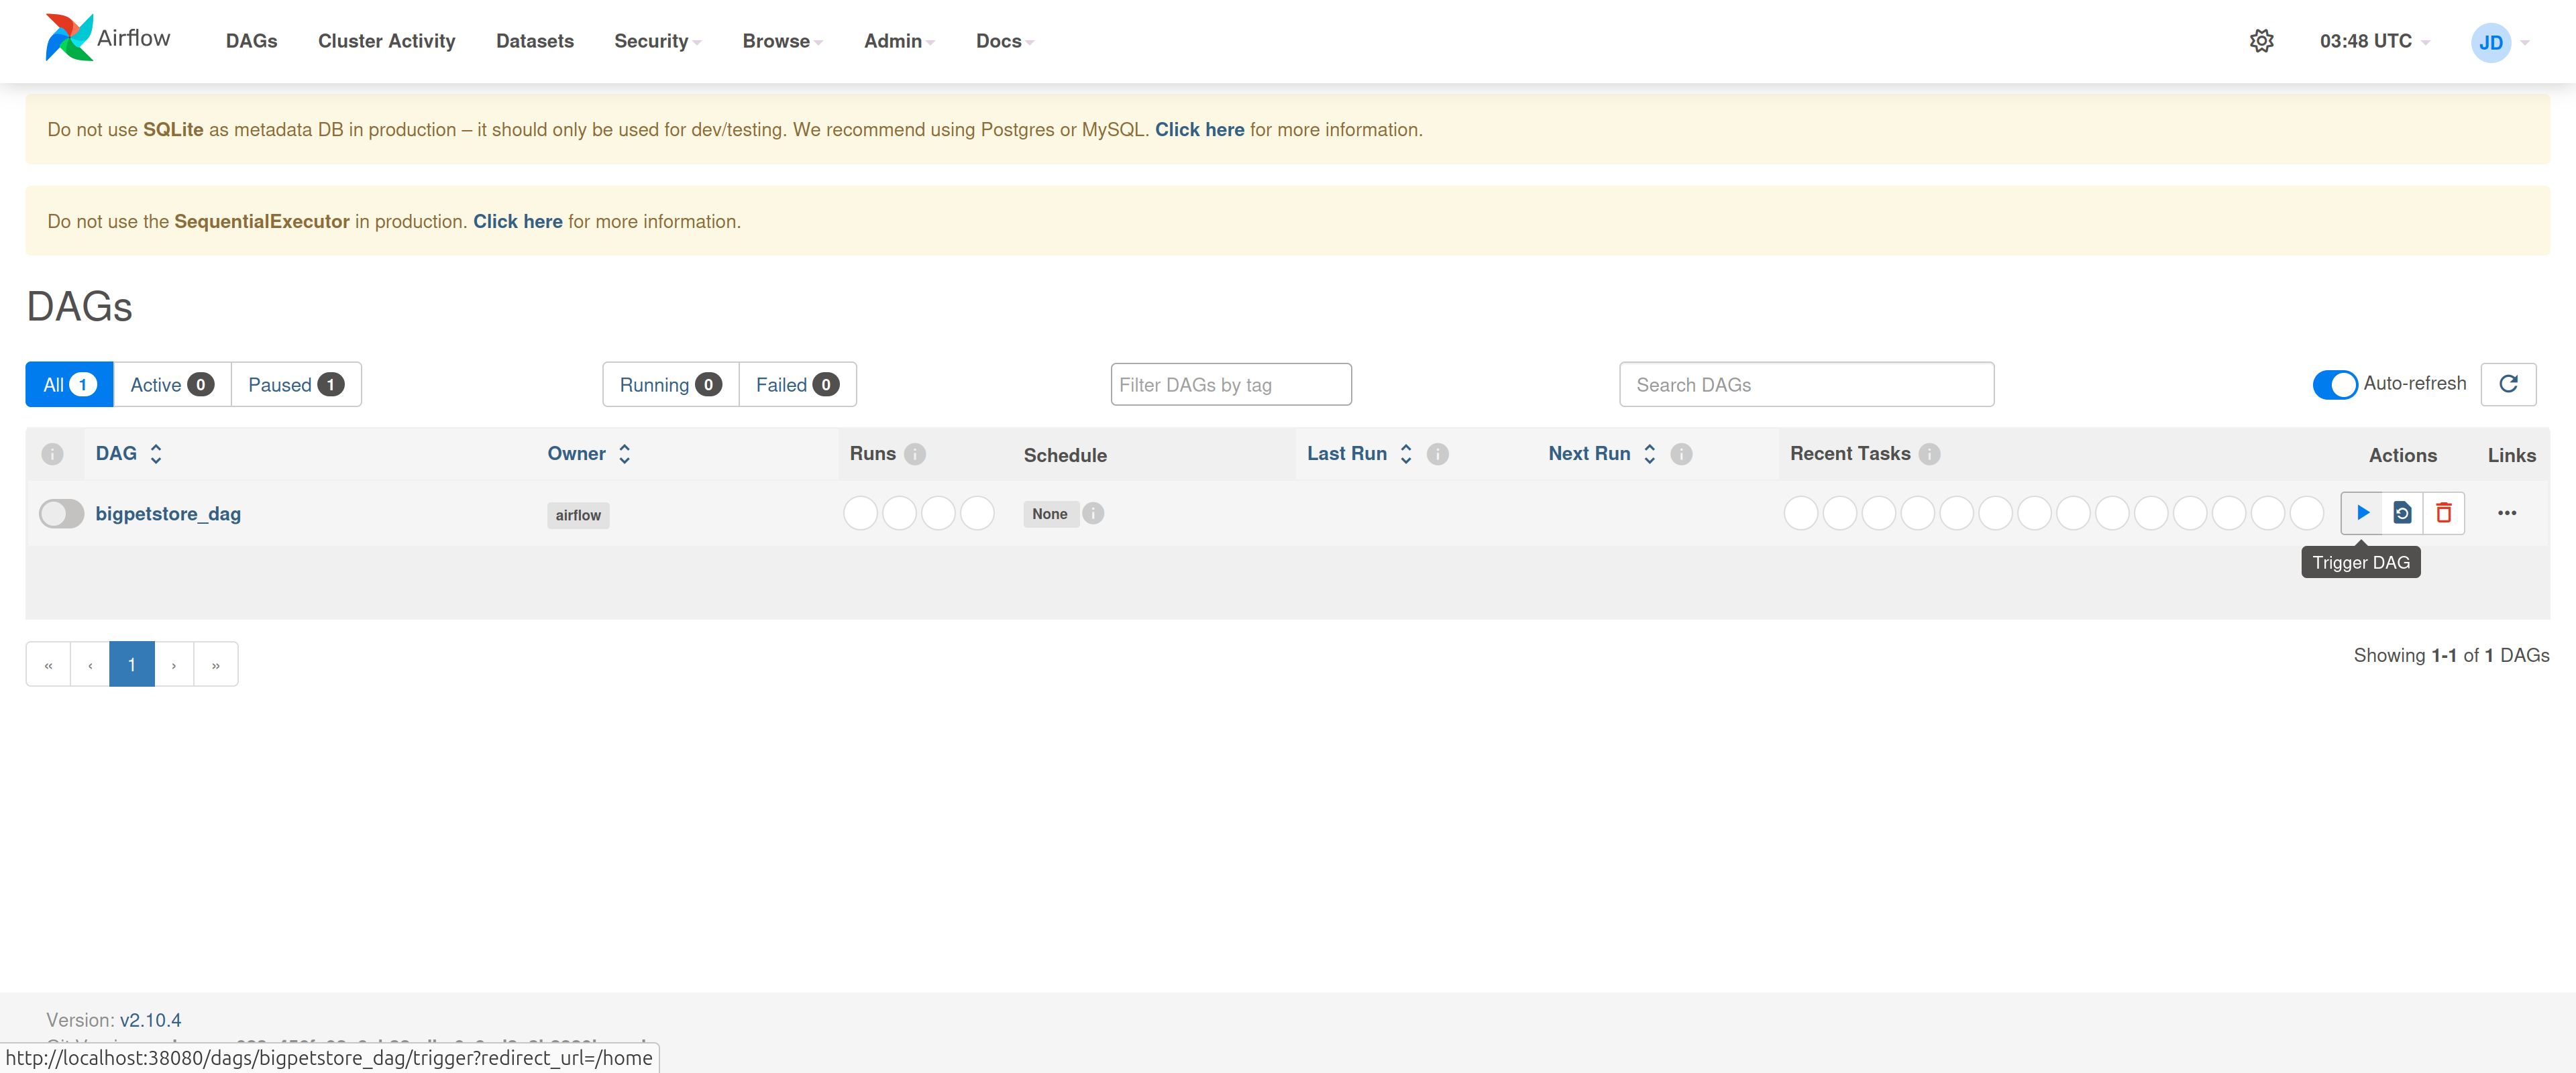 Airflow DAGs Cluster Activity Datasets Security Browse Admin Docs 03:48 UTC JD
Do not use SQLite as metadata DB in production – it should only be used for dev/testing. We recommend using Postgres or MySQL. Click here for more information.
Do not use the SequentialExecutor in production. Click here for more information.
DAGs
All 1 Active 0 Paused 1 Running 0 Failed 0 Filter DAGs by tag Search DAGs Auto-refresh
i DAG Owner Runs i Schedule Last Run i Next Run i Recent Tasks i Actions Links
bigpetstore_dag airflow None i ...
Trigger DAG
« ‹ 1 › »
Showing 1-1 of 1 DAGs
Version: v2.10.4
http://localhost:38080/dags/bigpetstore_dag/trigger?redirect_url=/home